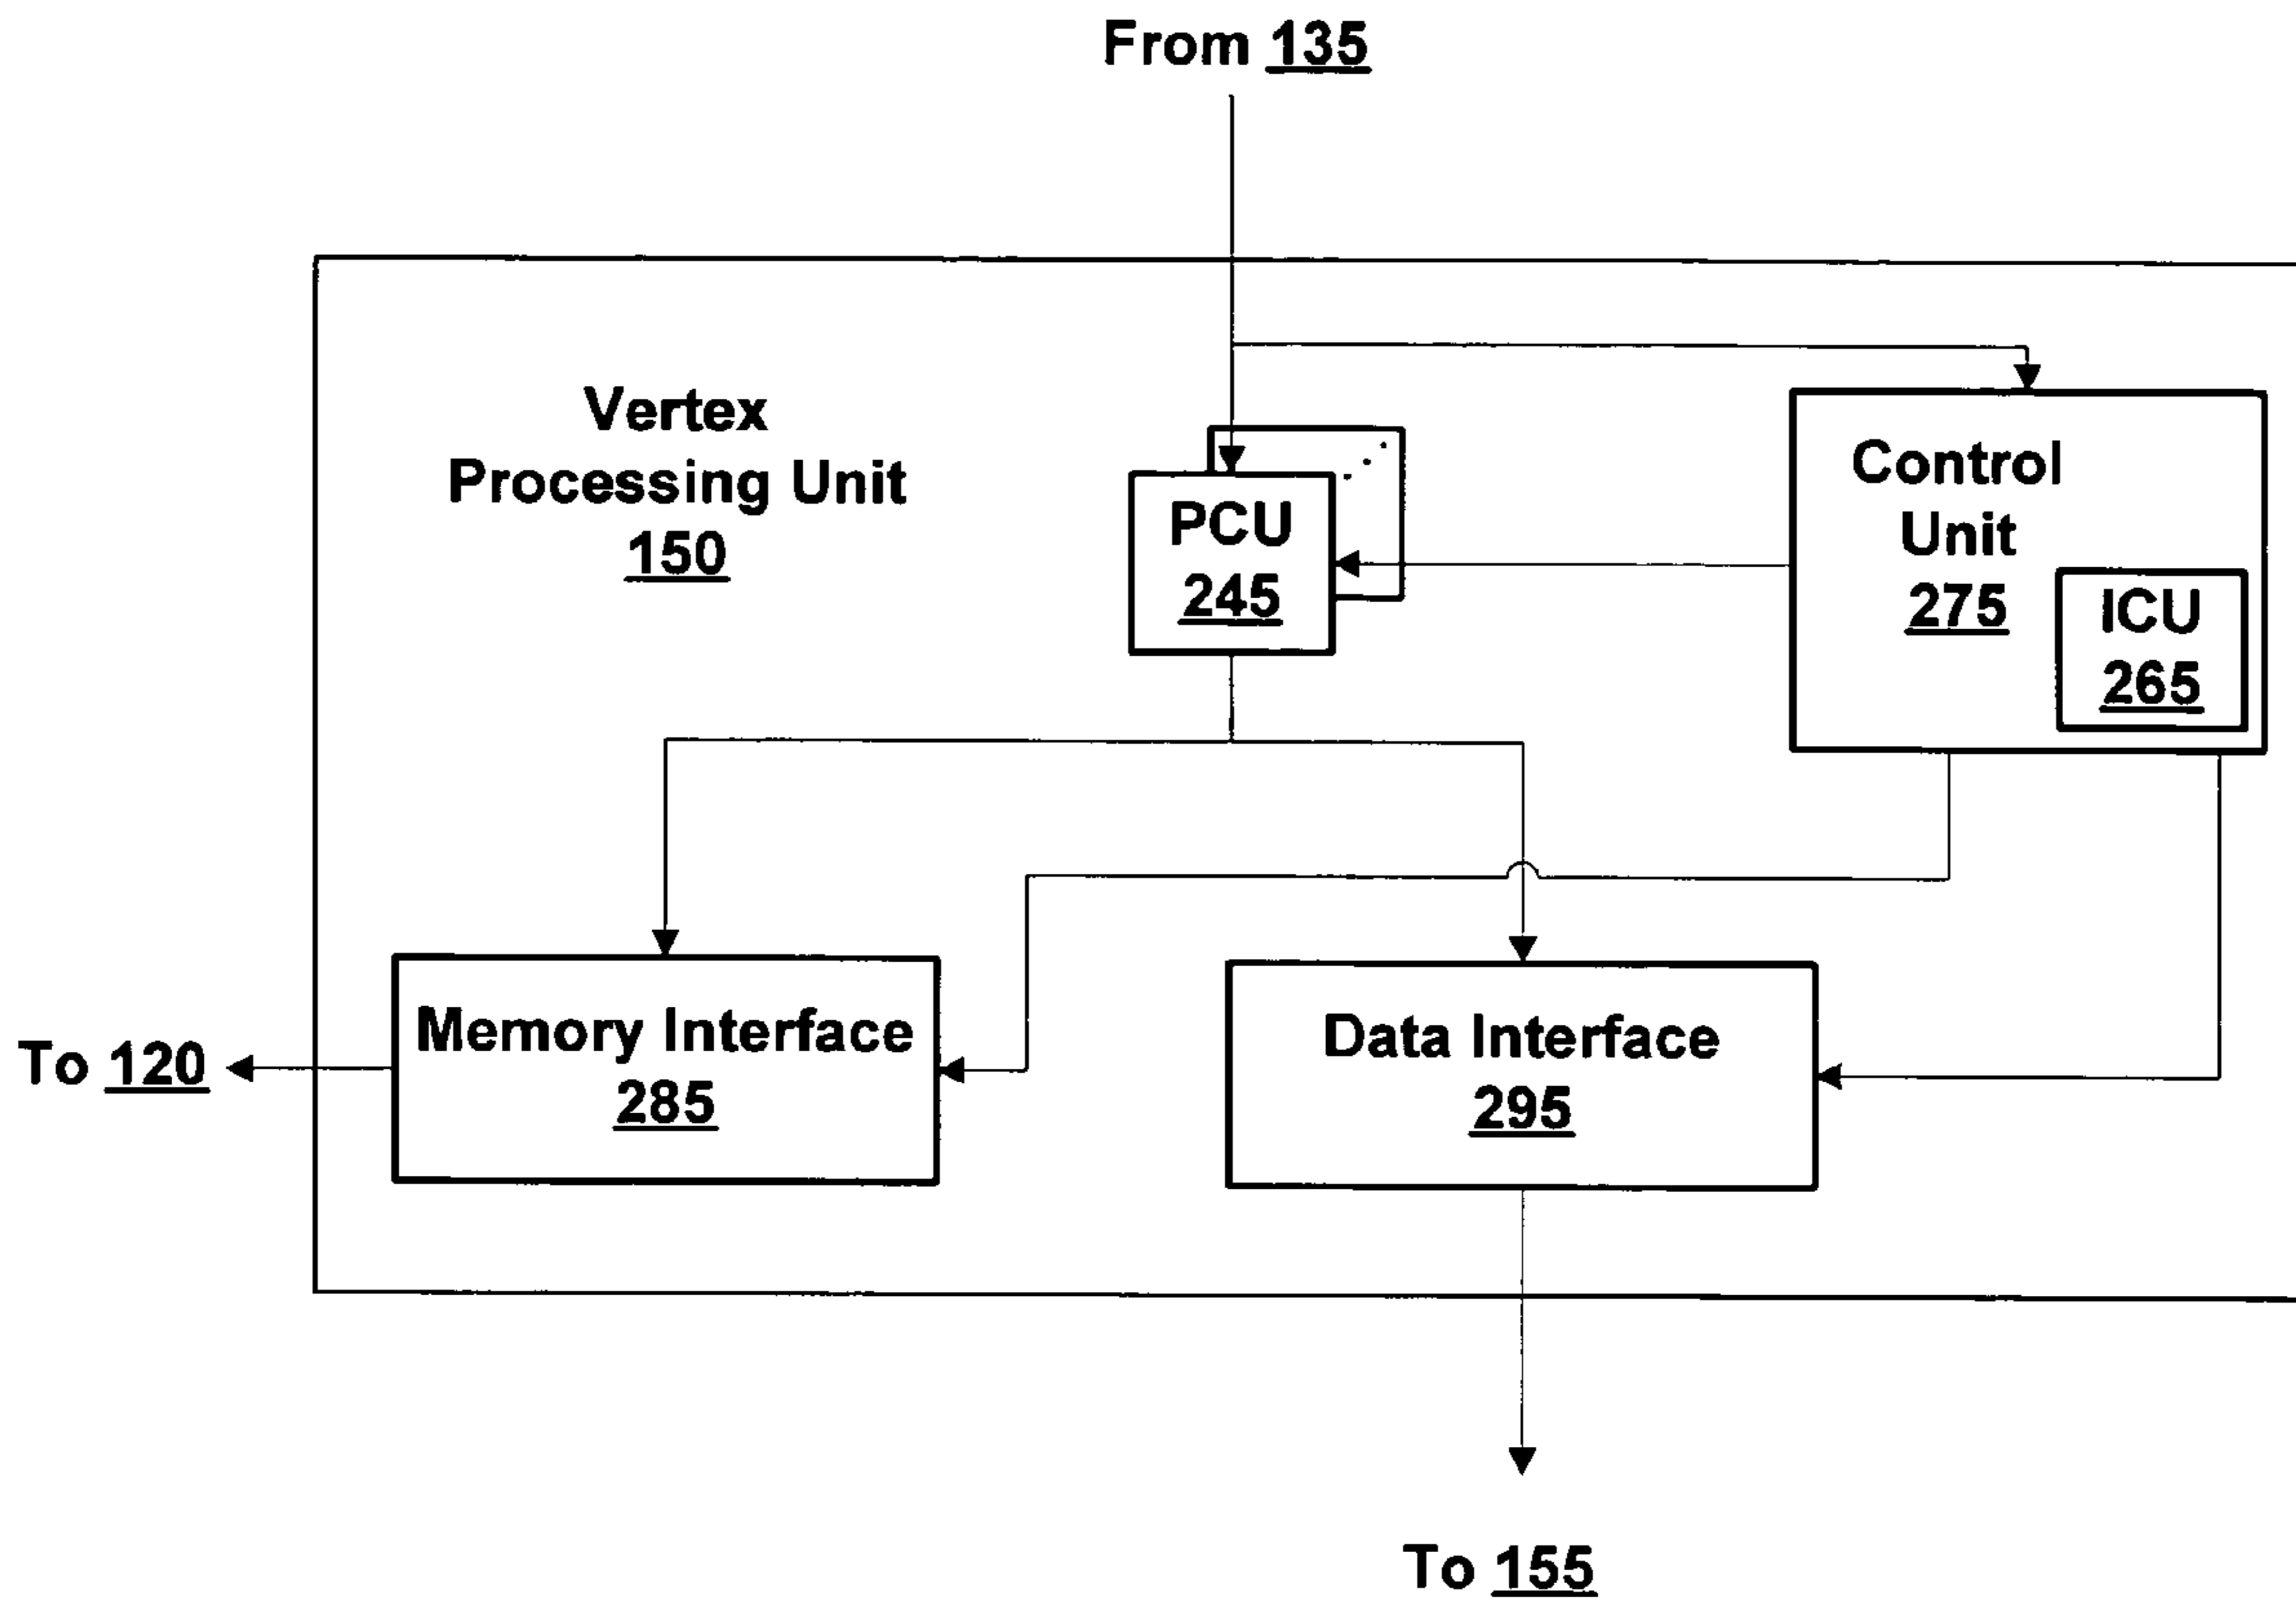 From 135
Vertex
Processing Unit
150
PCU
245
Control
Unit
275
ICU
265
Memory Interface
285
Data Interface
295
To 120
To 155